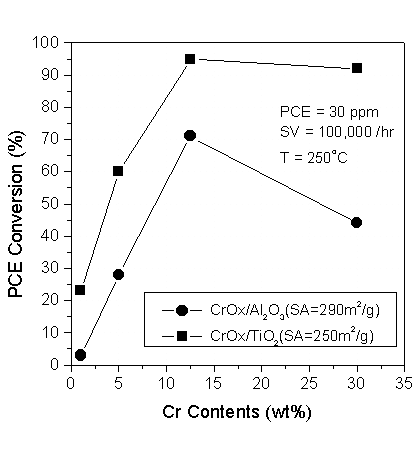 100
90
80
70
60
50
40
30
20
10
0
PCE Conversion (%)
PCE = 30 ppm
SV = 100,000 /hr
T = 250°C
CrOx/Al₂O₃(SA=290m²/g)
CrOx/TiO₂(SA=250m²/g)
0 5 10 15 20 25 30 35
Cr Contents (wt%)